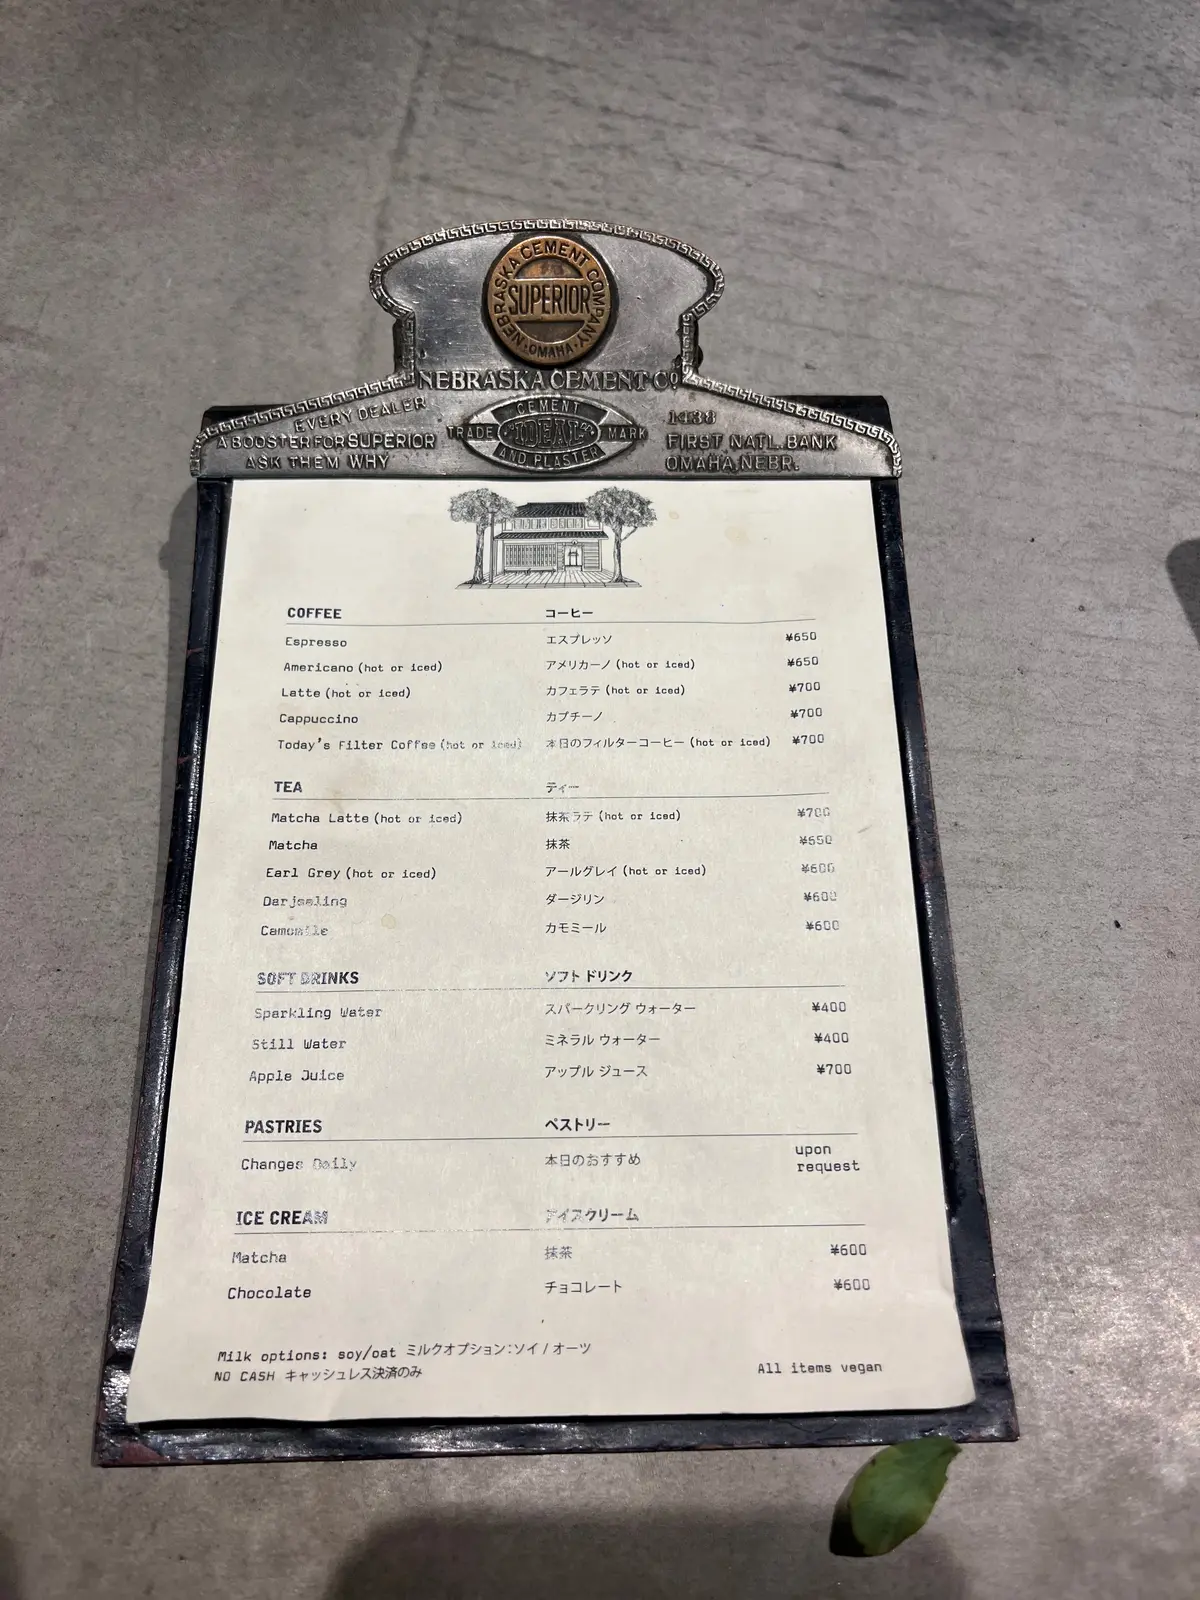 NEBRASKA CEMENT COMPANY
SUPERIOR
·OMAHA·
NEBRASKA CEMENT Co
EVERY DEALER
A BOOSTER FOR SUPERIOR
ASK THEM WHY
CEMENT
TRADE IDEAL MARK
AND PLASTER
1438
FIRST NATL. BANK
OMAHA, NEBR.
COFFEE コーヒー
Espresso エスプレッソ ¥650
Americano (hot or iced) アメリカーノ (hot or iced) ¥650
Latte (hot or iced) カフェラテ (hot or iced) ¥700
Cappuccino カプチーノ ¥700
Today's Filter Coffee (hot or iced) 本日のフィルターコーヒー (hot or iced) ¥700
TEA ティー
Matcha Latte (hot or iced) 抹茶ラテ (hot or iced) ¥700
Matcha 抹茶 ¥650
Earl Grey (hot or iced) アールグレイ (hot or iced) ¥600
Darjeeling ダージリン ¥600
Camomile カモミール ¥600
SOFT DRINKS ソフトドリンク
Sparkling Water スパークリング ウォーター ¥400
Still Water ミネラル ウォーター ¥400
Apple Juice アップル ジュース ¥700
PASTRIES ペストリー
Changes Daily 本日のおすすめ upon request
ICE CREAM アイスクリーム
Matcha 抹茶 ¥600
Chocolate チョコレート ¥600
Milk options: soy/oat ミルクオプション:ソイ / オーツ
NO CASH キャッシュレス決済のみ
All items vegan